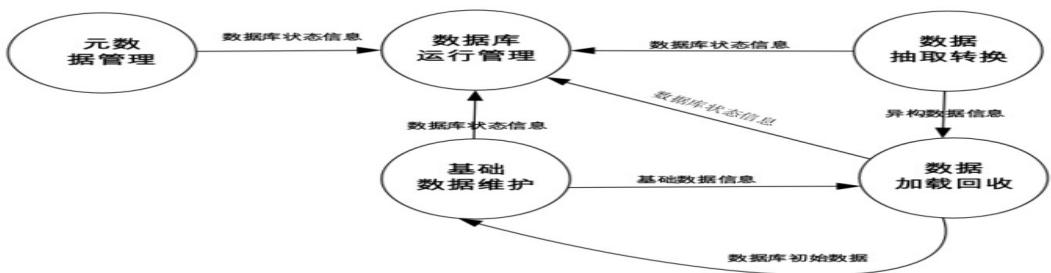 元数
据管理
数据库状态信息
数据库
运行管理
数据库状态信息
数据
抽取转换
数据库状态信息
异构数据信息
数据库状态信息
基础
数据维护
基础数据信息
数据
加载回收
数据库初始数据